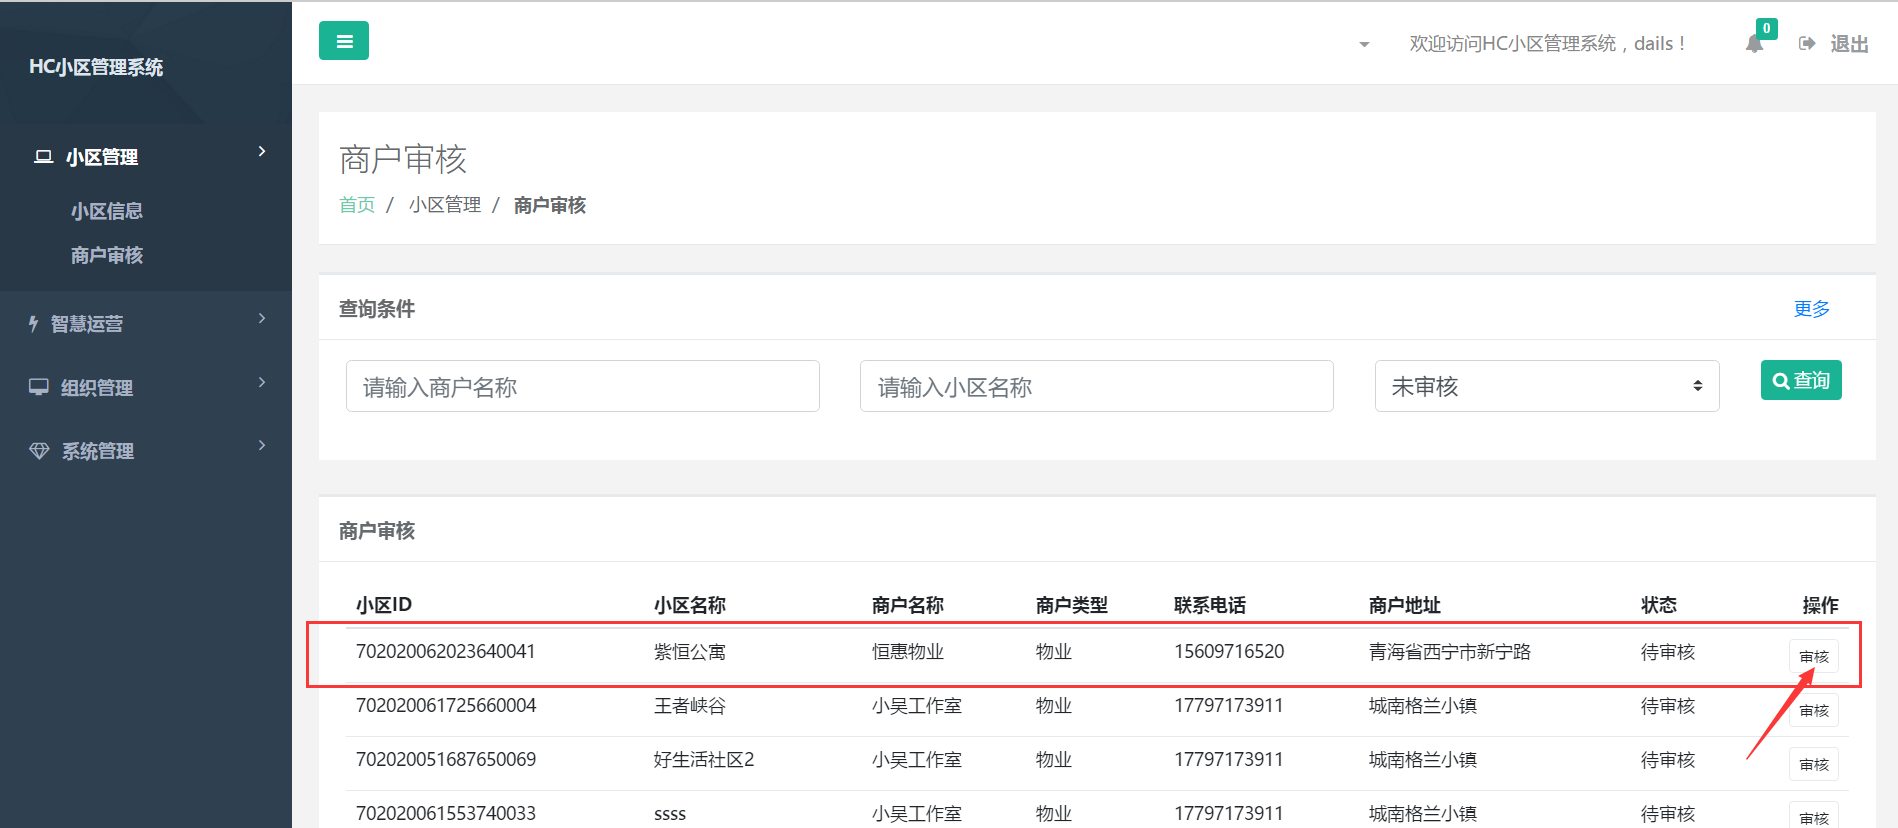 HC小区管理系统
欢迎访问HC小区管理系统，dails！
0
退出
小区管理
小区信息
商户审核
智慧运营
组织管理
系统管理
商户审核
首页 / 小区管理 / 商户审核
查询条件
更多
请输入商户名称
请输入小区名称
未审核
查询
商户审核
小区ID 小区名称 商户名称 商户类型 联系电话 商户地址 状态 操作
702020062023640041 紫恒公寓 恒惠物业 物业 15609716520 青海省西宁市新宁路 待审核 审核
702020061725660004 王者峡谷 小吴工作室 物业 17797173911 城南格兰小镇 待审核 审核
702020051687650069 好生活社区2 小吴工作室 物业 17797173911 城南格兰小镇 待审核 审核
702020061553740033 ssss 小吴工作室 物业 17797173911 城南格兰小镇 待审核 审核